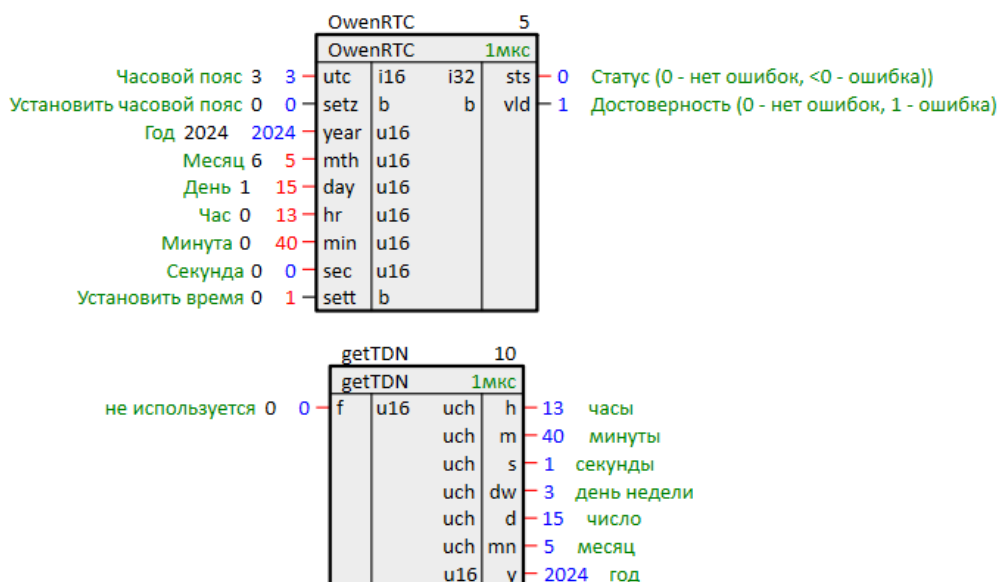 OwenRTC 5
OwenRTC 1мкс
Часовой пояс 3 3 utc i16 i32 sts 0 Статус (0 - нет ошибок, <0 - ошибка))
Установить часовой пояс 0 0 setz b b vld 1 Достоверность (0 - нет ошибок, 1 - ошибка)
Год 2024 2024 year u16
Месяц 6 5 mth u16
День 1 15 day u16
Час 0 13 hr u16
Минута 0 40 min u16
Секунда 0 0 sec u16
Установить время 0 1 sett b
getTDN 10
getTDN 1мкс
не используется 0 0 f u16 uch h 13 часы
uch m 40 минуты
uch s 1 секунды
uch dw 3 день недели
uch d 15 число
uch mn 5 месяц
u16 y 2024 год